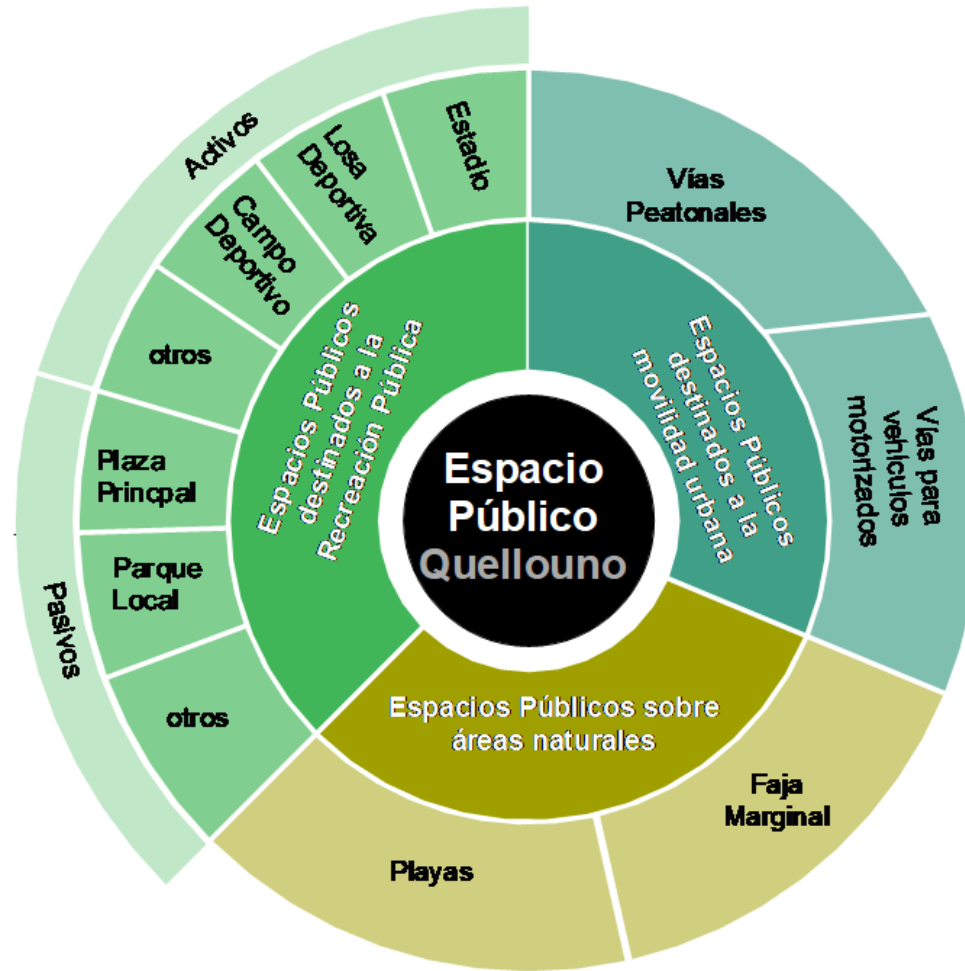 Espacio
Público
Quellouno
Espacios Públicos
destinados a la
Recreación Pública
Activos
Estadio
Losa
Deportiva
Campo
Deportivo
otros
Pasivos
Plaza
Princpal
Parque
Local
otros
Espacios Públicos
destinados a la
movilidad urbana
Vías
Peatonales
Vías para
vehículos
motorizados
Espacios Públicos sobre
áreas naturales
Faja
Marginal
Playas